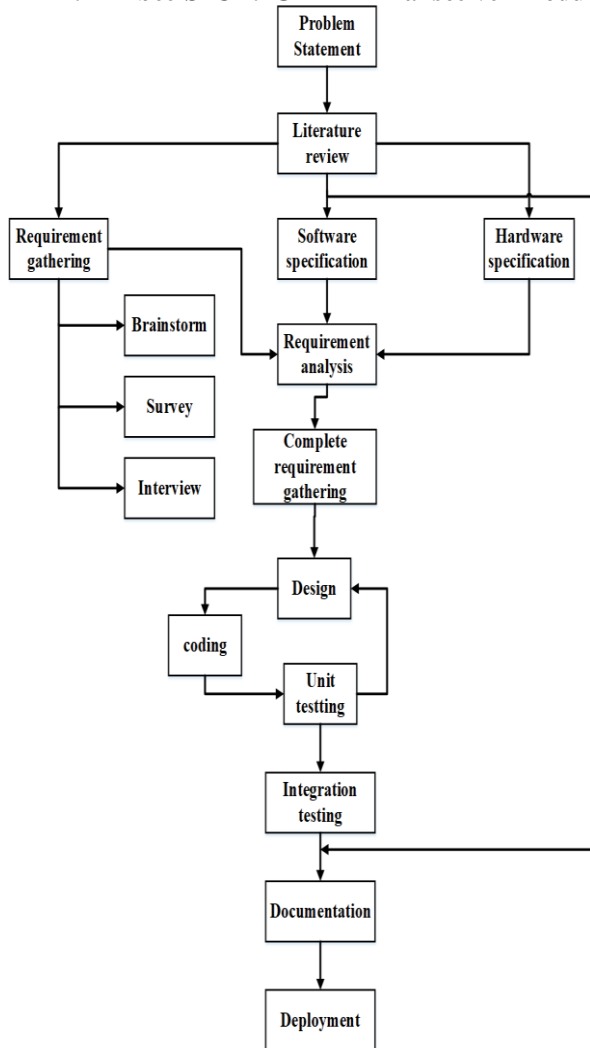 Problem
Statement
Literature
review
Requirement
gathering
Software
specification
Hardware
specification
Brainstorm
Requirement
analysis
Survey
Complete
requirement
gathering
Interview
Design
coding
Unit
testting
Integration
testing
Documentation
Deployment